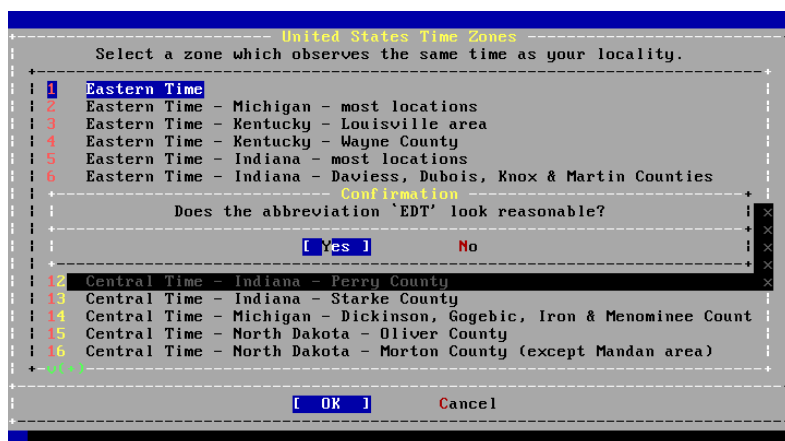 United States Time Zones
Select a zone which observes the same time as your locality.
1 Eastern Time
2 Eastern Time - Michigan - most locations
3 Eastern Time - Kentucky - Louisville area
4 Eastern Time - Kentucky - Wayne County
5 Eastern Time - Indiana - most locations
6 Eastern Time - Indiana - Daviess, Dubois, Knox & Martin Counties
Confirmation
Does the abbreviation `EDT' look reasonable?
[ Yes ] No
12 Central Time - Indiana - Perry County
13 Central Time - Indiana - Starke County
14 Central Time - Michigan - Dickinson, Gogebic, Iron & Menominee Count
15 Central Time - North Dakota - Oliver County
16 Central Time - North Dakota - Morton County (except Mandan area)
v(+)
[ OK ] Cancel